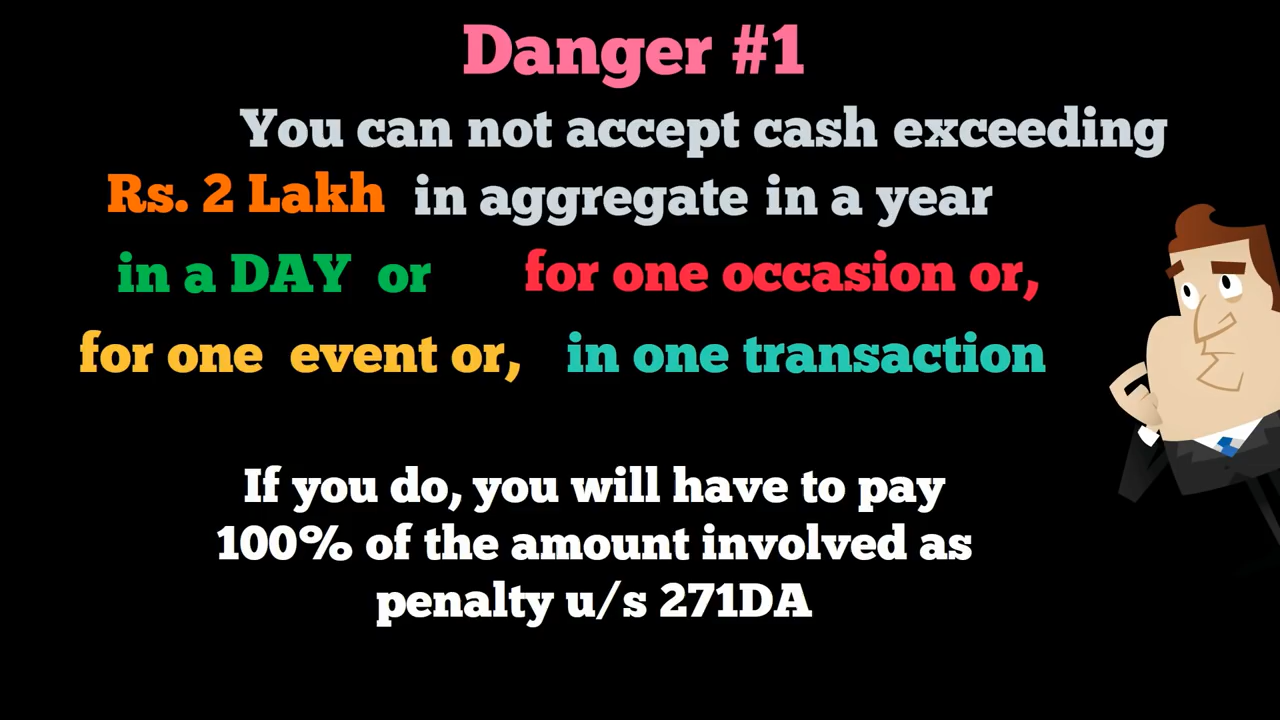 Danger #1
You can not accept cash exceeding
Rs. 2 Lakh in aggregate in a year
in a DAY or for one occasion or,
for one event or, in one transaction
If you do, you will have to pay
100% of the amount involved as
penalty u/s 271DA